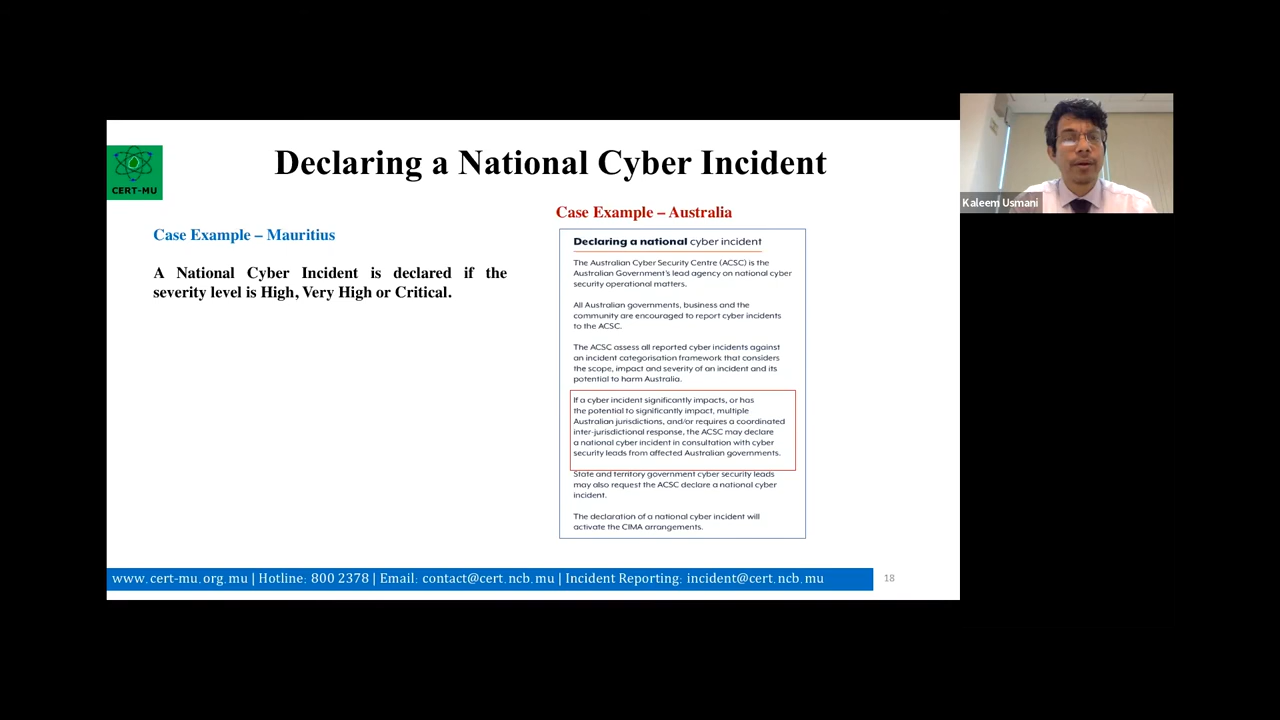 Declaring a National Cyber Incident
CERT-MU
Kaleem Usmani
Case Example – Mauritius
A National Cyber Incident is declared if the
severity level is High, Very High or Critical.
Case Example – Australia
Declaring a national cyber incident
The Australian Cyber Security Centre (ACSC) is the
Australian Government's lead agency on national cyber
security operational matters.
All Australian governments, business and the
community are encouraged to report cyber incidents
to the ACSC.
The ACSC assess all reported cyber incidents against
an incident categorisation framework that considers
the scope, impact and severity of an incident and its
potential to harm Australia.
If a cyber incident significantly impacts, or has
the potential to significantly impact, multiple
Australian jurisdictions, and/or requires a coordinated
inter-jurisdictional response, the ACSC may declare
a national cyber incident in consultation with cyber
security leads from affected Australian governments.
State and territory government cyber security leads
may also request the ACSC declare a national cyber
incident.
The declaration of a national cyber incident will
activate the CIMA arrangements.
www.cert-mu.org.mu | Hotline: 800 2378 | Email: contact@cert.ncb.mu | Incident Reporting: incident@cert.ncb.mu
18